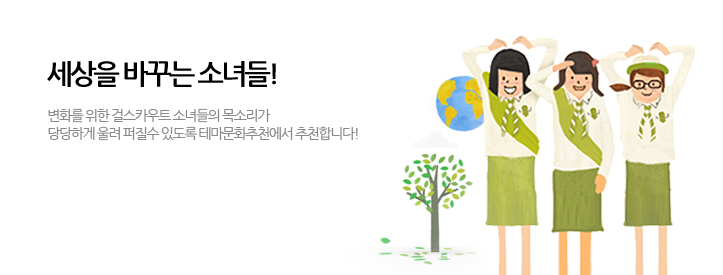 세상을 바꾸는 소녀들!
변화를 위한 걸스카우트 소녀들의 목소리가
당당하게 울려 퍼질수 있도록 테마문화추천에서 추천합니다!